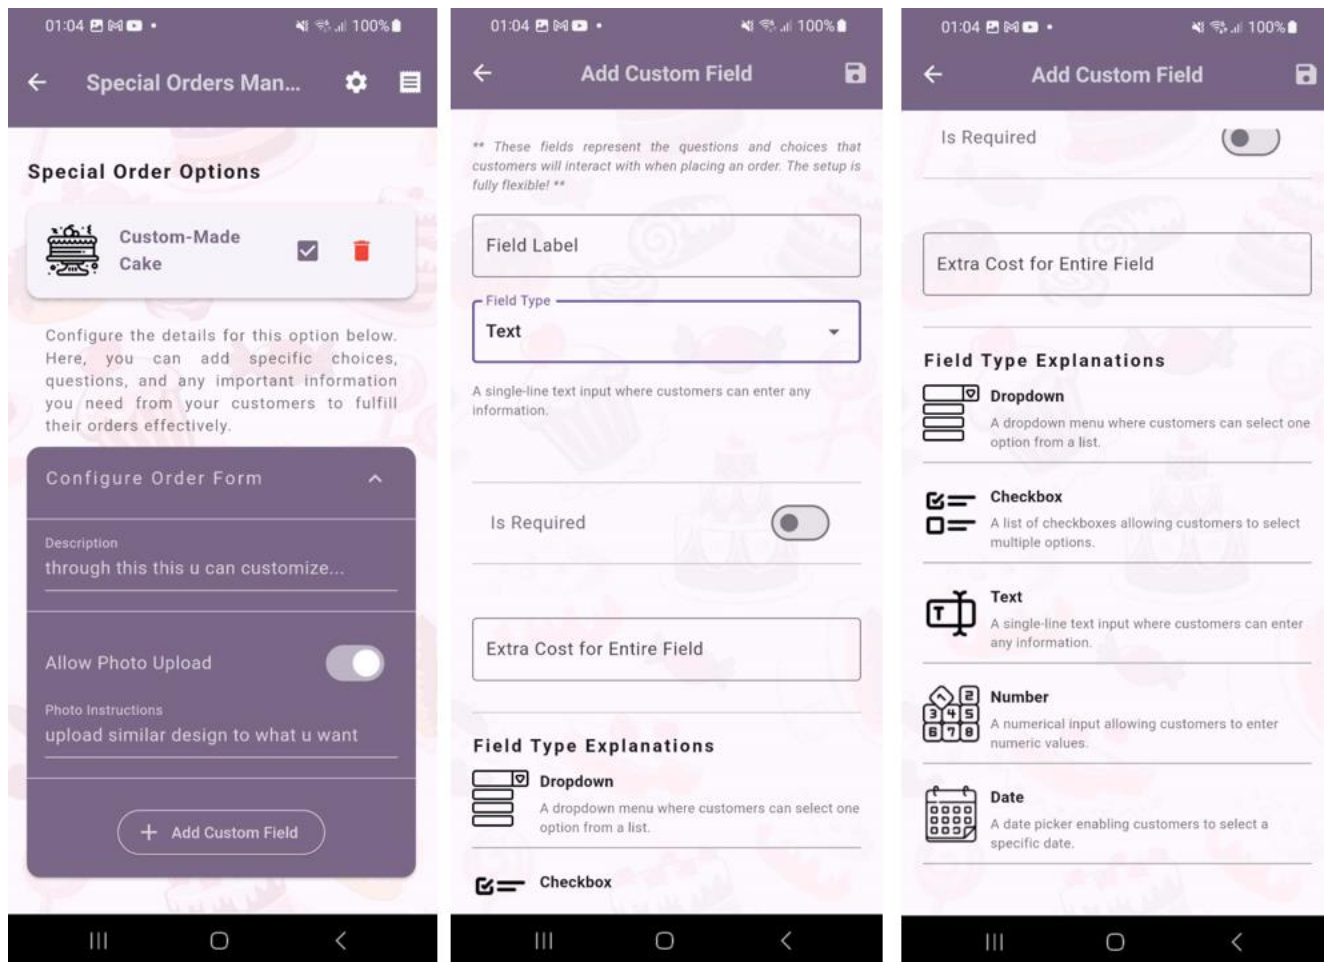 01:04
100%
Special Orders Man...
Special Order Options
Custom-Made
Cake
Configure the details for this option below.
Here, you can add specific choices,
questions, and any important information
you need from your customers to fulfill
their orders effectively.
Configure Order Form
Description
through this this u can customize...
Allow Photo Upload
Photo Instructions
upload similar design to what u want
+ Add Custom Field
01:04
100%
Add Custom Field
** These fields represent the questions and choices that
customers will interact with when placing an order. The setup is
fully flexible! **
Field Label
Field Type
Text
A single-line text input where customers can enter any
information.
Is Required
Extra Cost for Entire Field
Field Type Explanations
Dropdown
A dropdown menu where customers can select one
option from a list.
Checkbox
01:04
100%
Add Custom Field
Is Required
Extra Cost for Entire Field
Field Type Explanations
Dropdown
A dropdown menu where customers can select one
option from a list.
Checkbox
A list of checkboxes allowing customers to select
multiple options.
T
Text
A single-line text input where customers can enter
any information.
2
3 4 5
6 7 8
Number
A numerical input allowing customers to enter
numeric values.
Date
A date picker enabling customers to select a
specific date.